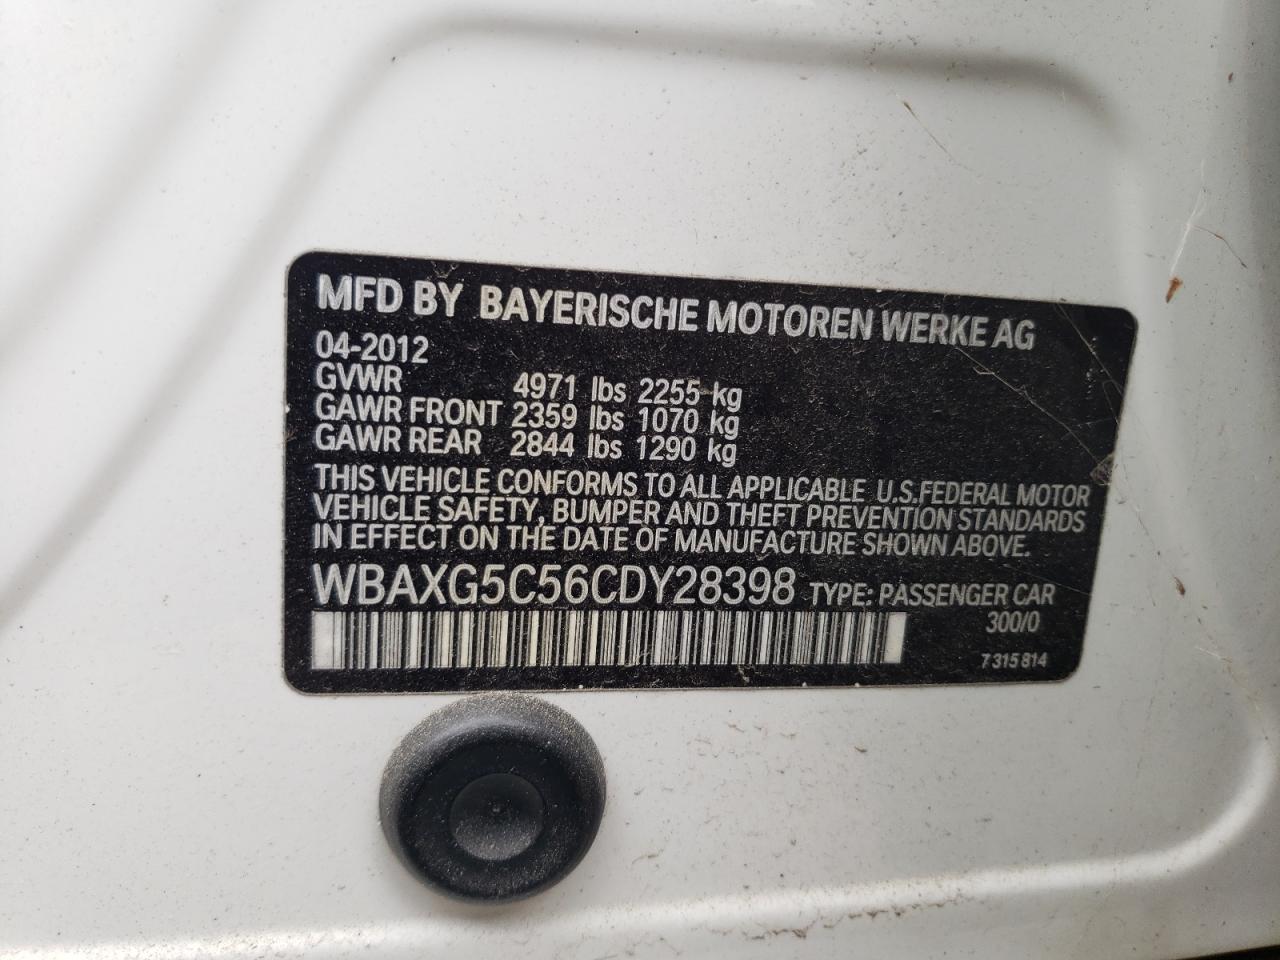 MFD BY BAYERISCHE MOTOREN WERKE AG
04-2012
GVWR 4971 lbs 2255 kg
GAWR FRONT 2359 lbs 1070 kg
GAWR REAR 2844 lbs 1290 kg
THIS VEHICLE CONFORMS TO ALL APPLICABLE U.S.FEDERAL MOTOR
VEHICLE SAFETY, BUMPER AND THEFT PREVENTION STANDARDS
IN EFFECT ON THE DATE OF MANUFACTURE SHOWN ABOVE.
WBAXG5C56CDY28398 TYPE: PASSENGER CAR
300/0
7 315 814